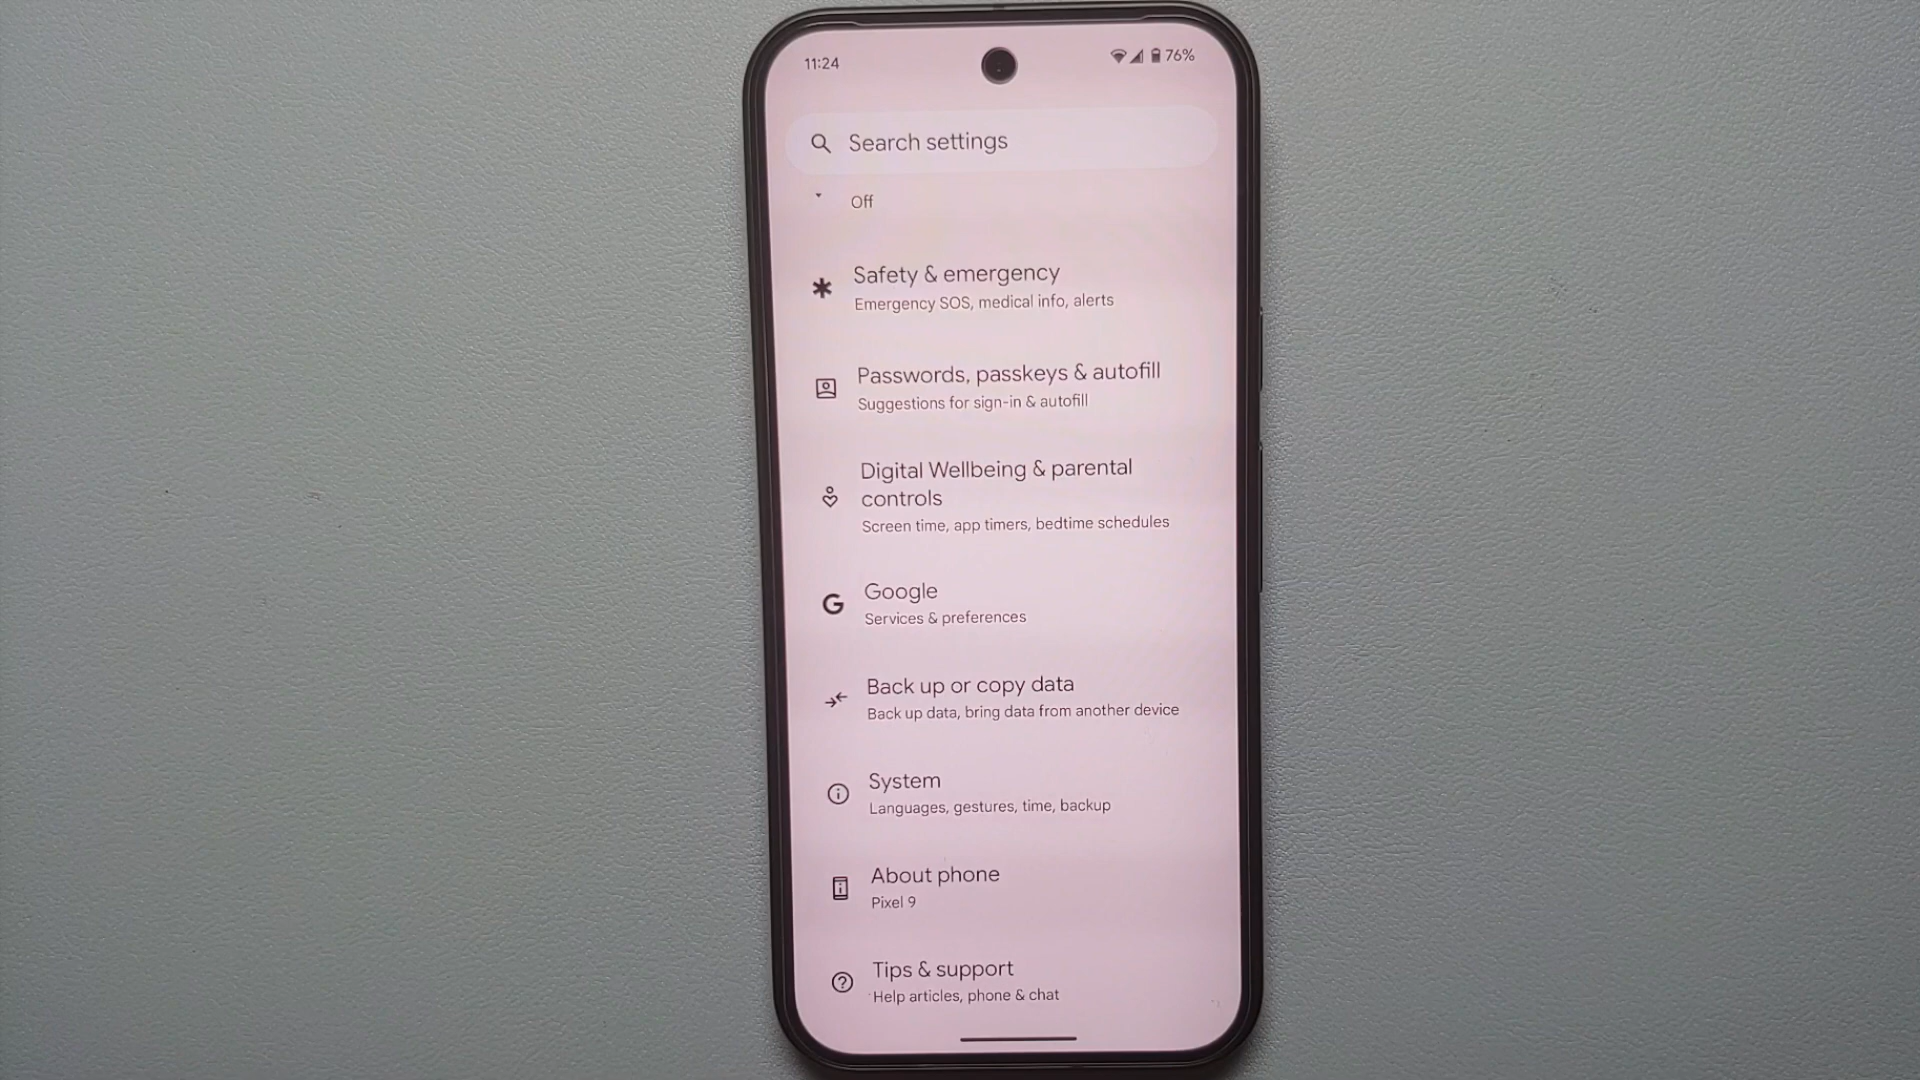 11:24
76%
Search settings
Off
Safety & emergency
Emergency SOS, medical info, alerts
Passwords, passkeys & autofill
Suggestions for sign-in & autofill
Digital Wellbeing & parental
controls
Screen time, app timers, bedtime schedules
Google
Services & preferences
Back up or copy data
Back up data, bring data from another device
System
Languages, gestures, time, backup
About phone
Pixel 9
Tips & support
Help articles, phone & chat